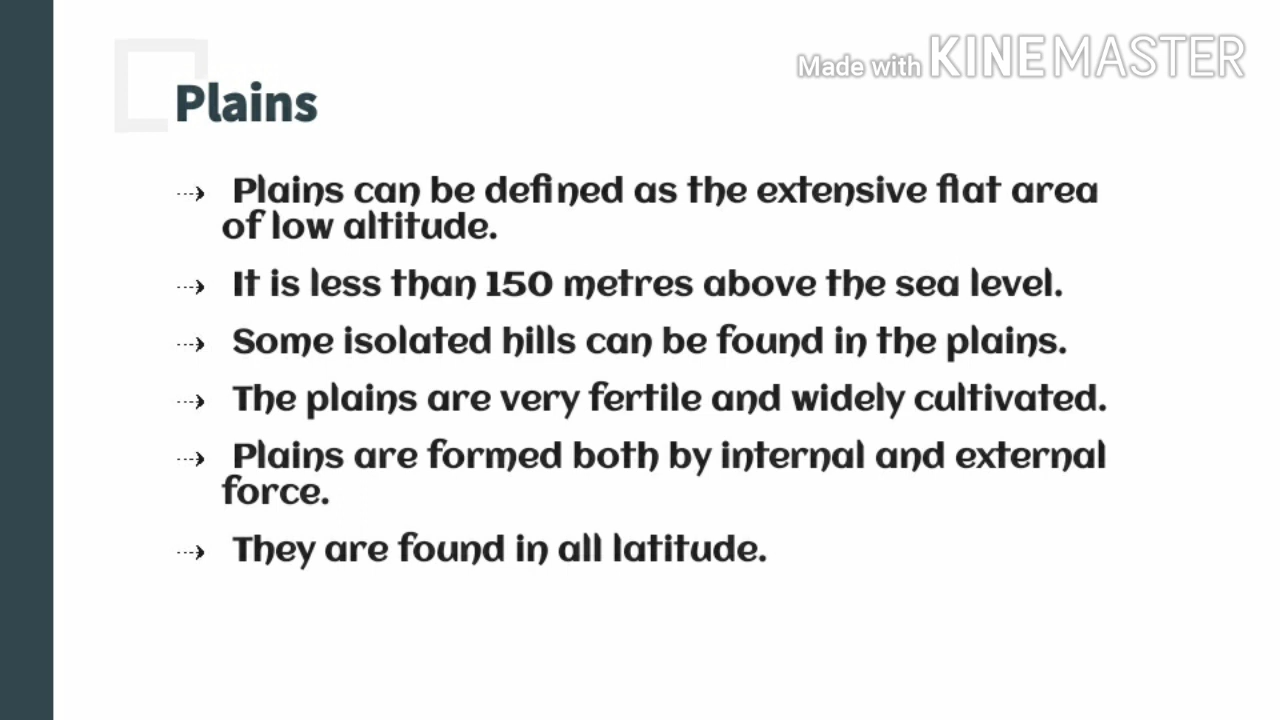 Made with KINEMASTER
Plains
Plains can be defined as the extensive flat area
of low altitude.
It is less than 150 metres above the sea level.
Some isolated hills can be found in the plains.
The plains are very fertile and widely cultivated.
Plains are formed both by internal and external
force.
They are found in all latitude.